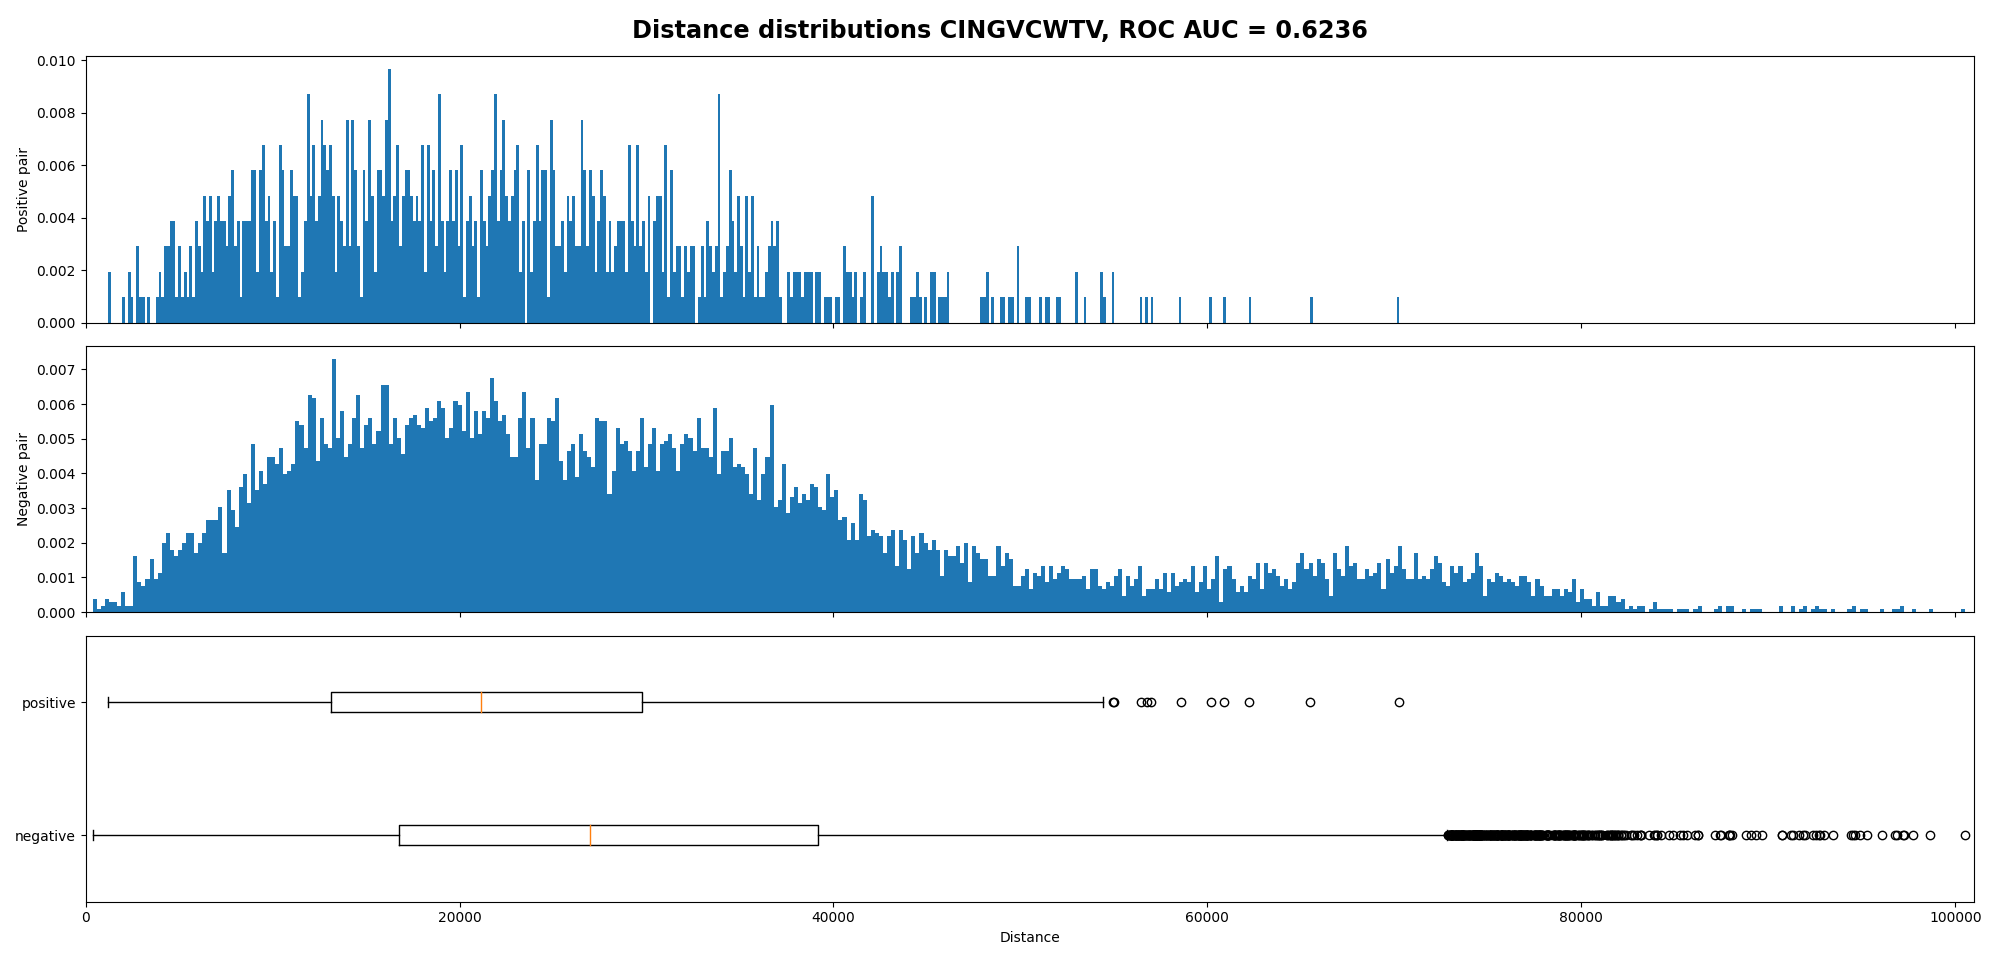 Distance distributions CINGVCWTV, ROC AUC = 0.6236
Positive pair
0.010
0.008
0.006
0.004
0.002
0.000
Negative pair
0.007
0.006
0.005
0.004
0.003
0.002
0.001
0.000
positive
negative
0 20000 40000 60000 80000 100000
Distance